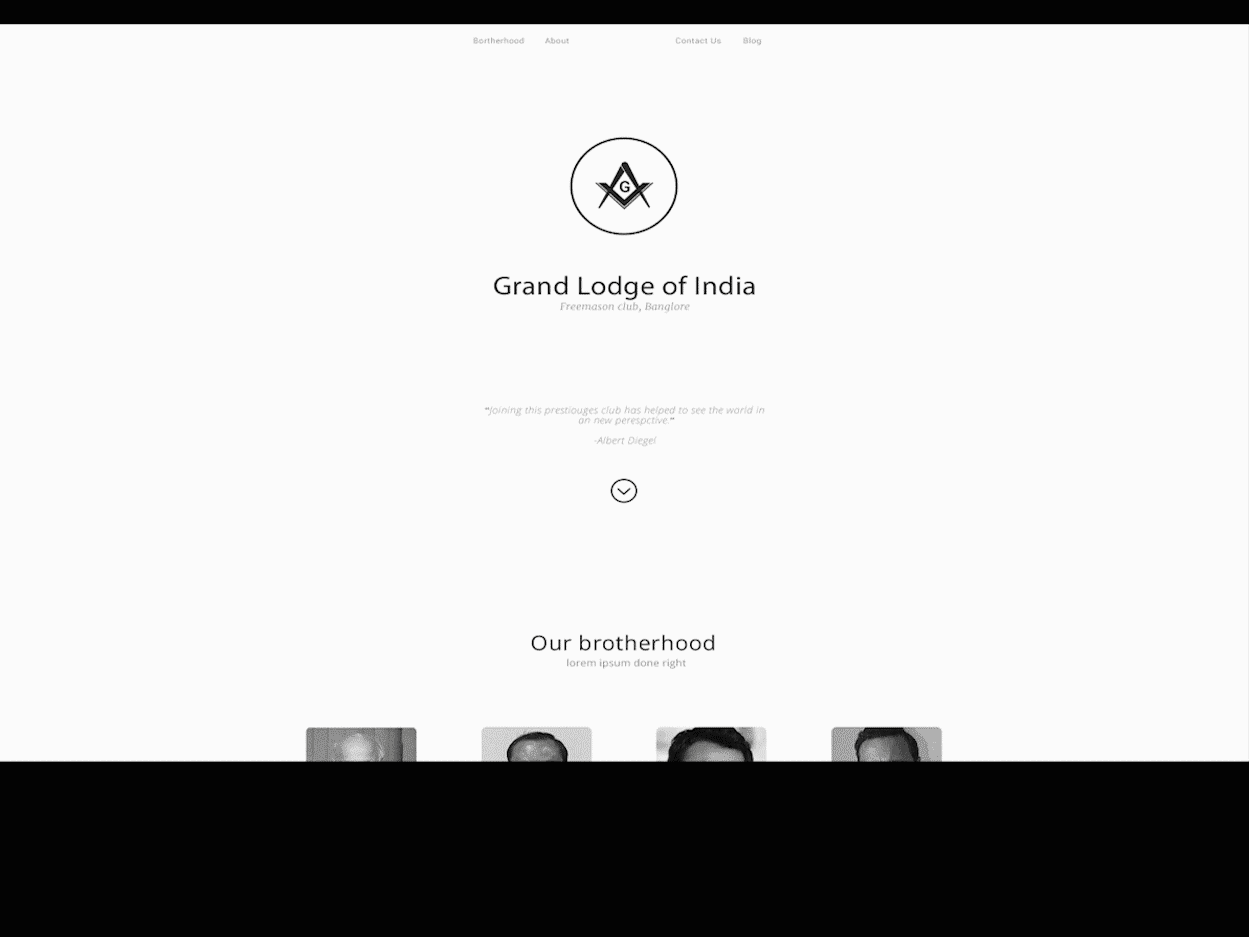 Bortherhood About Contact Us Blog
G
Grand Lodge of India
Freemason club, Banglore
"Joining this prestiouges club has helped to see the world in
an new perespctive."
-Albert Diegel
Our brotherhood
lorem ipsum done right